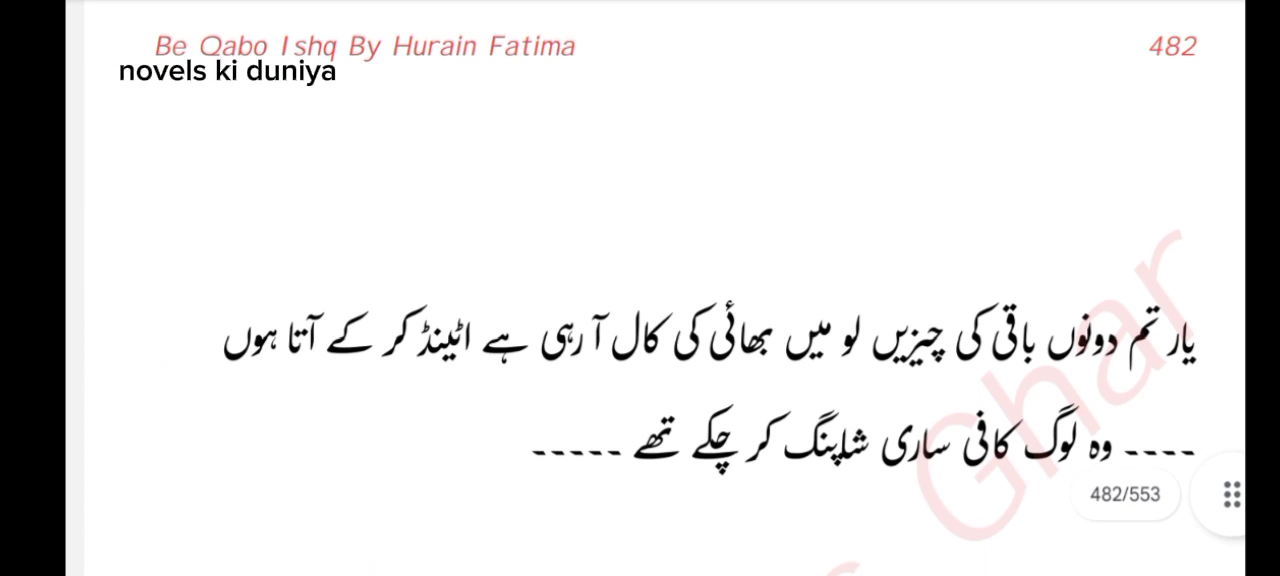 Be Qabo Ishq By Hurain Fatima 482
novels ki duniya
یار تم دونوں باقی کی چیزیں لو میں بھائی کی کال آ رہی ہے اٹینڈ کر کے آتا ہوں
---- وہ لوگ کافی ساری شاپنگ کر چکے تھے -----
Ghar
482/553